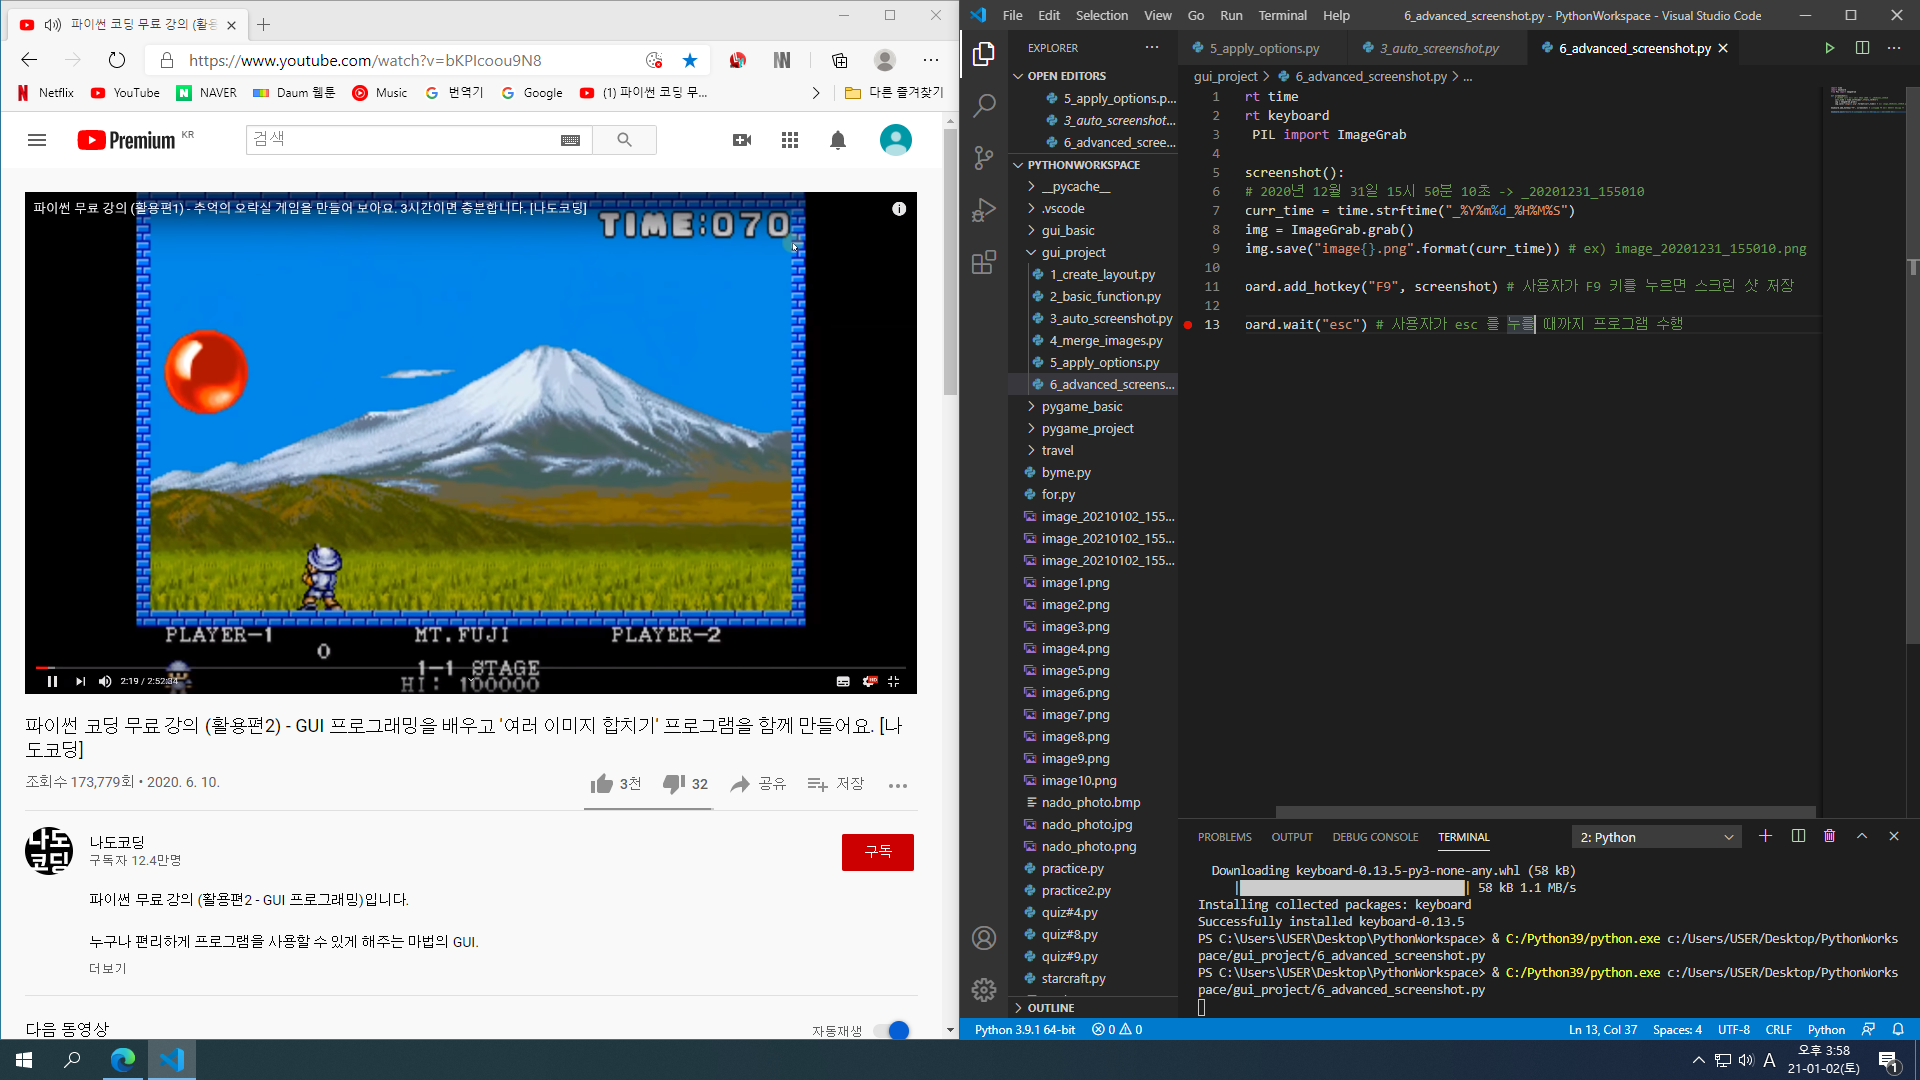 파이썬 코딩 무료 강의 (활용
https://www.youtube.com/watch?v=bKPIcoou9N8
Netflix
YouTube
NAVER
Daum 웹툰
Music
번역기
Google
(1) 파이썬 코딩 무...
다른 즐겨찾기
Premium KR
검색
파이썬 무료 강의 (활용편1) - 추억의 오락실 게임을 만들어 보아요. 3시간이면 충분합니다. [나도코딩]
TIME:070
PLAYER-1
MT.FUJI
PLAYER-2
0
1-1 STAGE
HI: 100000
2:19 / 2:52:34
파이썬 코딩 무료 강의 (활용편2) - GUI 프로그래밍을 배우고 '여러 이미지 합치기' 프로그램을 함께 만들어요. [나
도코딩]
조회수 173,779회 • 2020. 6. 10.
3천
32
공유
저장
나도
코딩
나도코딩
구독자 12.4만명
구독
파이썬 무료 강의 (활용편2 - GUI 프로그래밍)입니다.
누구나 편리하게 프로그램을 사용할 수 있게 해주는 마법의 GUI.
더보기
다음 동영상
자동재생
File Edit Selection View Go Run Terminal Help
6_advanced_screenshot.py - PythonWorkspace - Visual Studio Code
EXPLORER
OPEN EDITORS
5_apply_options.p...
3_auto_screenshot...
6_advanced_scree...
PYTHONWORKSPACE
__pycache__
.vscode
gui_basic
gui_project
1_create_layout.py
2_basic_function.py
3_auto_screenshot.py
4_merge_images.py
5_apply_options.py
6_advanced_screens...
pygame_basic
pygame_project
travel
byme.py
for.py
image_20210102_155...
image_20210102_155...
image_20210102_155...
image1.png
image2.png
image3.png
image4.png
image5.png
image6.png
image7.png
image8.png
image9.png
image10.png
nado_photo.bmp
nado_photo.jpg
nado_photo.png
practice.py
practice2.py
quiz#4.py
quiz#8.py
quiz#9.py
starcraft.py
OUTLINE
5_apply_options.py
3_auto_screenshot.py
6_advanced_screenshot.py
gui_project > 6_advanced_screenshot.py > ...
1 rt time
2 rt keyboard
3 PIL import ImageGrab
4
5 screenshot():
6 # 2020년 12월 31일 15시 50분 10초 -> _20201231_155010
7 curr_time = time.strftime("_%Y%m%d_%H%M%S")
8 img = ImageGrab.grab()
9 img.save("image{}.png".format(curr_time)) # ex) image_20201231_155010.png
10
11 oard.add_hotkey("F9", screenshot) # 사용자가 F9 키를 누르면 스크린 샷 저장
12
13 oard.wait("esc") # 사용자가 esc 를 누를 때까지 프로그램 수행
PROBLEMS OUTPUT DEBUG CONSOLE TERMINAL
2: Python
Downloading keyboard-0.13.5-py3-none-any.whl (58 kB)
58 kB 1.1 MB/s
Installing collected packages: keyboard
Successfully installed keyboard-0.13.5
PS C:\Users\USER\Desktop\PythonWorkspace> & C:/Python39/python.exe c:/Users/USER/Desktop/PythonWorks
pace/gui_project/6_advanced_screenshot.py
PS C:\Users\USER\Desktop\PythonWorkspace> & C:/Python39/python.exe c:/Users/USER/Desktop/PythonWorks
pace/gui_project/6_advanced_screenshot.py
Python 3.9.1 64-bit
0 0
Ln 13, Col 37
Spaces: 4
UTF-8
CRLF
Python
A
오후 3:58
21-01-02(토)
1